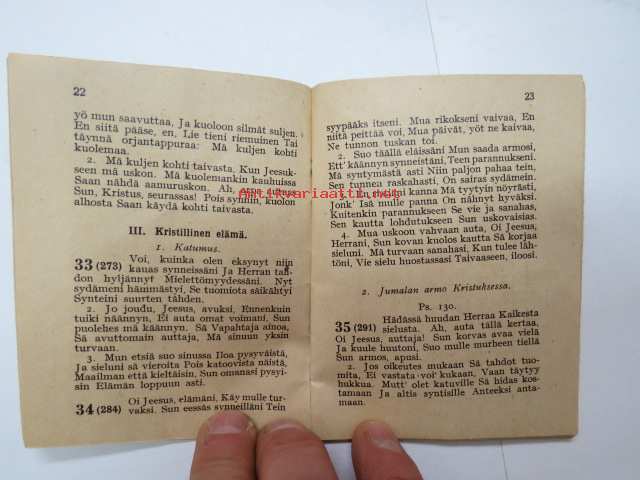 22
yö mun saavuttaa, Ja kuoloon silmät suljen.
En siitä pääse, en, Lie tieni riemuinen Tai
täynnä orjantappuraa: Mä kuljen kohti
kuolemaa.
2. Mä kuljen kohti taivasta, Kun Jeesuk-
seen mä uskon. Mä kuolemankin kauhuissa
Saan nähdä aamuruskon. Ah, auta sitten
Sun, Kristus, seurassas! Pois synnin, kuolon
alhosta Saan käydä kohti taivasta.
III. Kristillinen elämä.
1. Katumus.
33 (273) Voi, kuinka olen eksynyt niin
kauas synneissäni Ja Herran tah-
don hyljännyt Mielettömyydessäni. Nyt
sydämeni hämmästyi, Se tuomiota säikähtyi
Synteini suurten tähden.
2. Jo joudu, Jeesus, avuksi, Ennenkuin
tuiki näännyn, Ei auta omat voimani, Sun
puolehes mä käännyn. Sä Vapahtaja ainoa,
Sä avuttomain auttaja, Mä sinuun yksin
turvaan.
3. Mun etsiä suo sinussa Iloa pysyväistä,
Ja sieluni sä vieroita Pois katoovista näistä,
Maailman että kieltäisin, Sun omanasi pysyi-
sin Elämän loppuun asti.
34 (284) Oi Jeesus, elämäni, Käy mulle tur-
vaksi. Sun eessäs synneilläni Tein
23
syypääks itseni. Mua rikokseni vaivaa, En
niitä peittää voi, Mua päivät, yöt ne kaivaa,
Ne tunnon tuskan toi.
2. Suo täällä eläissäni Mun saada armosi,
Ett' käännyn synneistäni, Teen parannukseni.
Mä syntymästä asti Niin paljon pahaa tein,
Sen tunnen raskahasti, On sairas sydämein.
kanna Mä tyytyin nöyrästi,
Jonk' Isä mulle panna On nähnyt hyväksi.
Kuitenkin parannukseen Se vie ja sanahas,
Sen kautta lohdutukseen Sun uskovaisias.
4. Mua uskoou vahvaan auta, Oi Jeesus,
Herrani, Sun kovan kuolos kautta Sä korjaa
sieluni. Mä turvaan sanahasi, Kun tulee läh-
töni, Vie sielu huostassasi Taivaaseen, iloosi.
2. Jumalan armo Kristuksessa.
Ps. 130.
35 (291) Hädässä huudan Herraa Kaikesta
sielusta. Ah, auta tällä kertaa,
Oi Jeesus, auttaja! Sun korvas avaa vielä
Ja kuule huutoni, Suo mulle murheen tiellä
Sun armos, apusi.
2. Jos oikeutes mukaan Sä tahdot tuo-
mita, Ei vastata voi kukaan, Vaan täytyy
hukkua. Mutt' olet katuville Sä hidas kos-
tamaan Ja altis syntisille Anteeksi antamaan.
Antikvariaatti.net